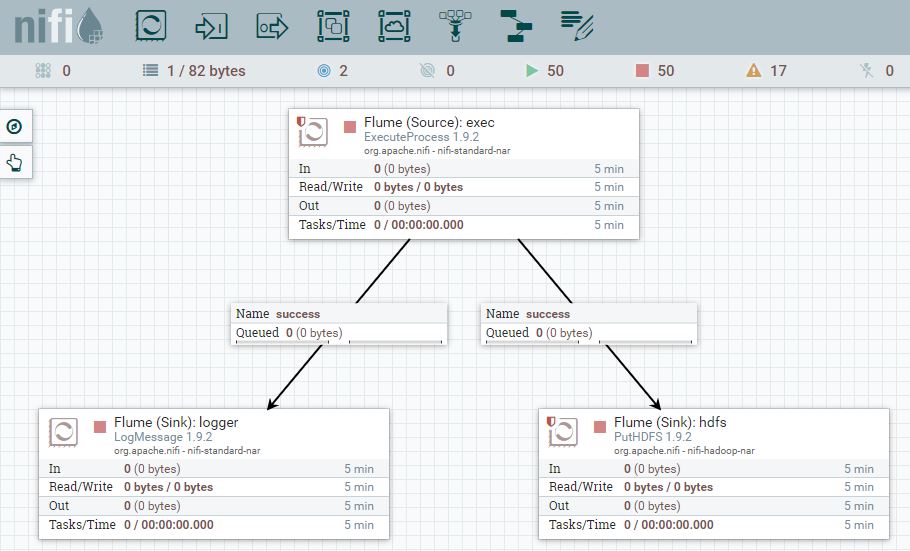 nifi
0 1 / 82 bytes 2 0 50 50 17 0
Flume (Source): exec
ExecuteProcess 1.9.2
org.apache.nifi - nifi-standard-nar
In 0 (0 bytes) 5 min
Read/Write 0 bytes / 0 bytes 5 min
Out 0 (0 bytes) 5 min
Tasks/Time 0 / 00:00:00.000 5 min
Name success
Queued 0 (0 bytes)
Name success
Queued 0 (0 bytes)
Flume (Sink): logger
LogMessage 1.9.2
org.apache.nifi - nifi-standard-nar
In 0 (0 bytes) 5 min
Read/Write 0 bytes / 0 bytes 5 min
Out 0 (0 bytes) 5 min
Tasks/Time 0 / 00:00:00.000 5 min
Flume (Sink): hdfs
PutHDFS 1.9.2
org.apache.nifi - nifi-hadoop-nar
In 0 (0 bytes) 5 min
Read/Write 0 bytes / 0 bytes 5 min
Out 0 (0 bytes) 5 min
Tasks/Time 0 / 00:00:00.000 5 min